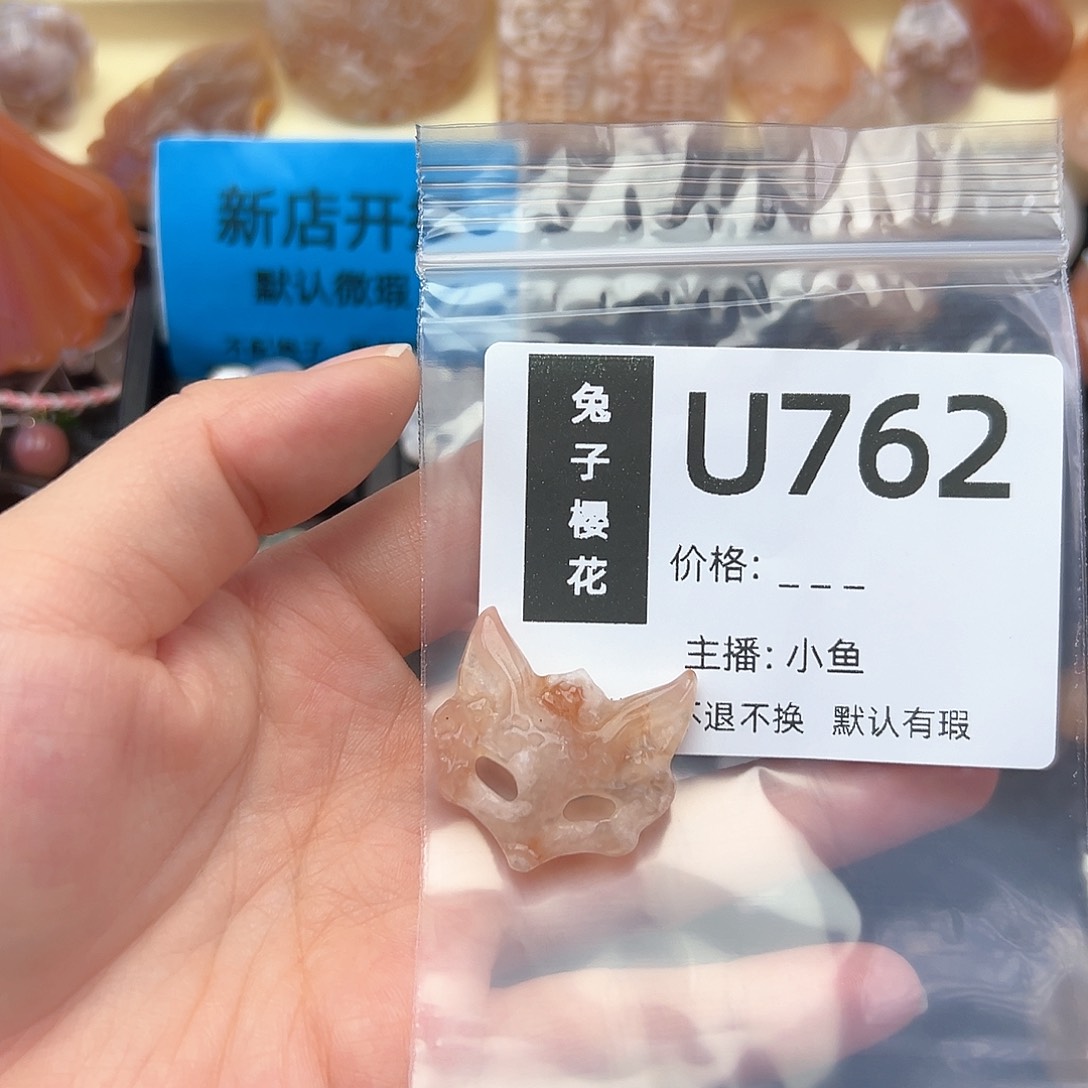 新店开
默认微瑕
兔子樱花
U762
价格: _ _ _
主播: 小鱼
不退不换 默认有瑕